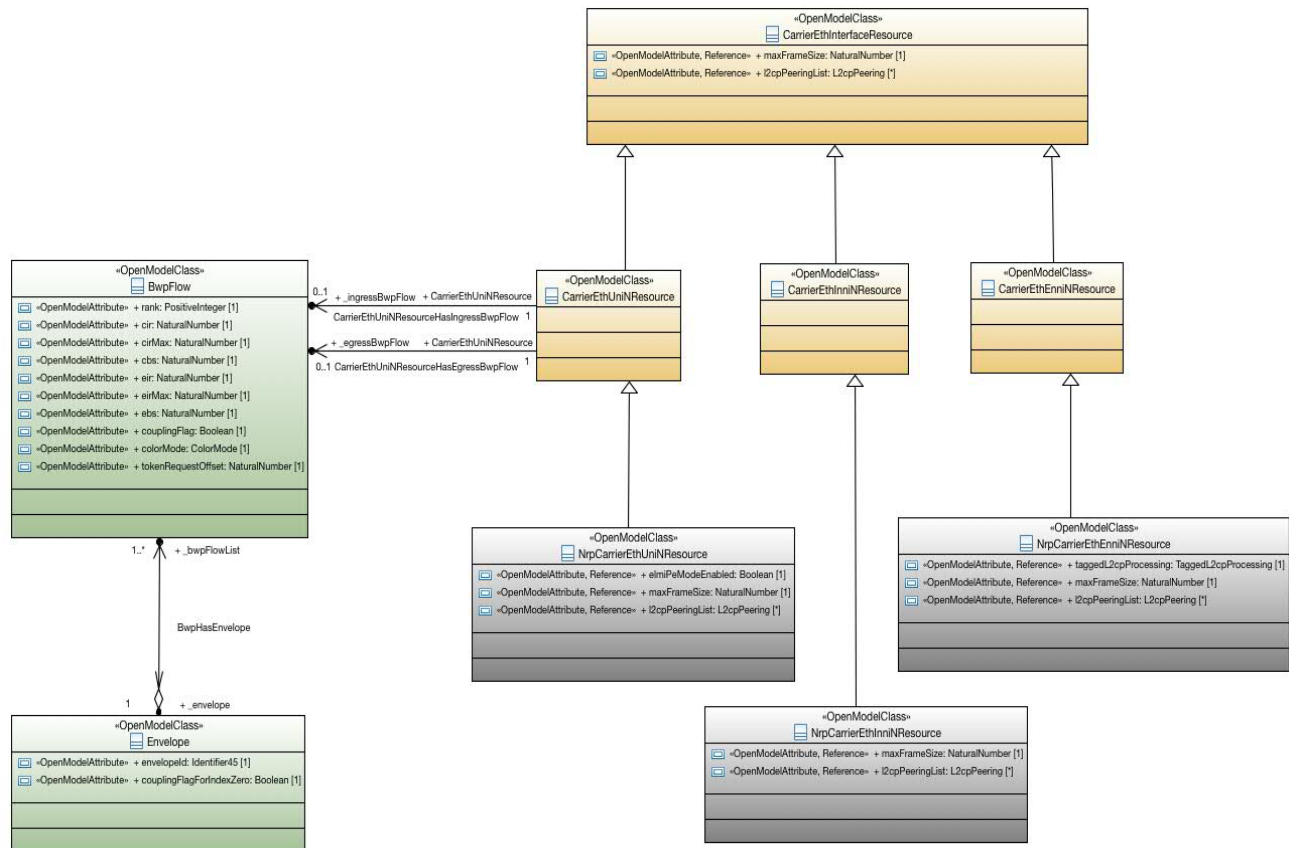 «OpenModelClass»
CarrierEthInterfaceResource
«OpenModelAttribute, Reference» + maxFrameSize: NaturalNumber [1]
«OpenModelAttribute, Reference» + l2cpPeeringList: L2cpPeering [*]
«OpenModelClass»
BwpFlow
«OpenModelAttribute» + rank: PositiveInteger [1]
«OpenModelAttribute» + cir: NaturalNumber [1]
«OpenModelAttribute» + cirMax: NaturalNumber [1]
«OpenModelAttribute» + cbs: NaturalNumber [1]
«OpenModelAttribute» + eir: NaturalNumber [1]
«OpenModelAttribute» + eirMax: NaturalNumber [1]
«OpenModelAttribute» + ebs: NaturalNumber [1]
«OpenModelAttribute» + couplingFlag: Boolean [1]
«OpenModelAttribute» + colorMode: ColorMode [1]
«OpenModelAttribute» + tokenRequestOffset: NaturalNumber [1]
0..1 + _ingressBwpFlow + CarrierEthUniNResource
CarrierEthUniNResourceHasIngressBwpFlow 1
+ _egressBwpFlow + CarrierEthUniNResource
0..1 CarrierEthUniNResourceHasEgressBwpFlow 1
«OpenModelClass»
CarrierEthUniNResource
«OpenModelClass»
CarrierEthInniNResource
«OpenModelClass»
CarrierEthEnniNResource
«OpenModelClass»
NrpCarrierEthUniNResource
«OpenModelAttribute, Reference» + elmiPeModeEnabled: Boolean [1]
«OpenModelAttribute, Reference» + maxFrameSize: NaturalNumber [1]
«OpenModelAttribute, Reference» + l2cpPeeringList: L2cpPeering [*]
«OpenModelClass»
NrpCarrierEthEnniNResource
«OpenModelAttribute, Reference» + taggedL2cpProcessing: TaggedL2cpProcessing [1]
«OpenModelAttribute, Reference» + maxFrameSize: NaturalNumber [1]
«OpenModelAttribute, Reference» + l2cpPeeringList: L2cpPeering [*]
1..* + _bwpFlowList
BwpHasEnvelope
1 + _envelope
«OpenModelClass»
Envelope
«OpenModelAttribute» + envelopeId: Identifier45 [1]
«OpenModelAttribute» + couplingFlagForIndexZero: Boolean [1]
«OpenModelClass»
NrpCarrierEthInniNResource
«OpenModelAttribute, Reference» + maxFrameSize: NaturalNumber [1]
«OpenModelAttribute, Reference» + l2cpPeeringList: L2cpPeering [*]